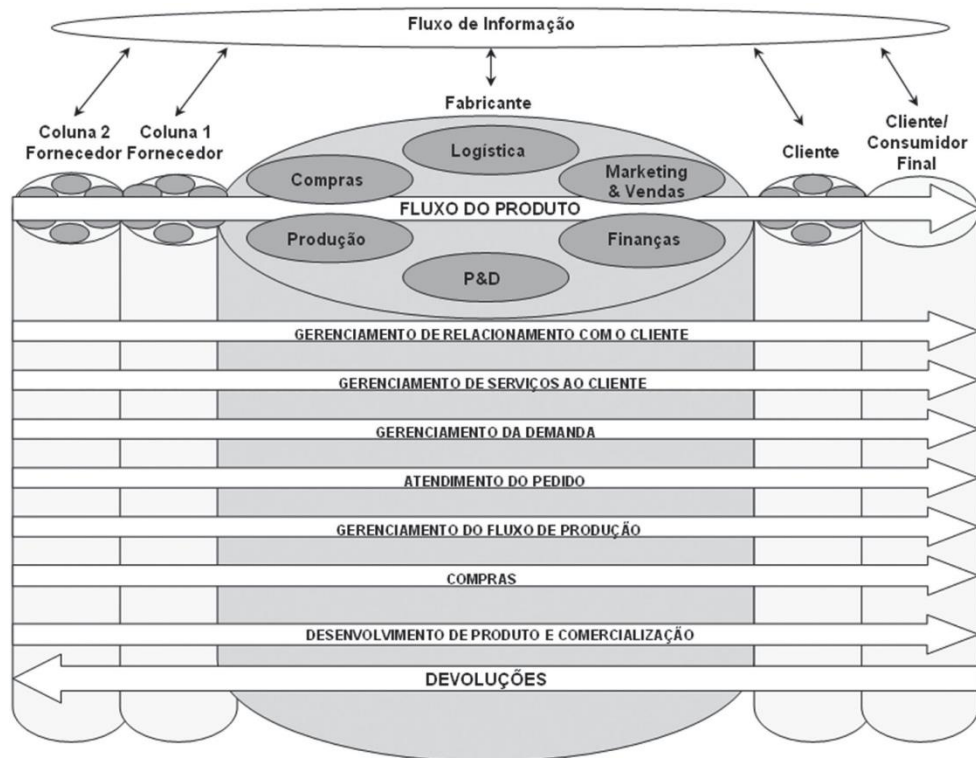 Fluxo de Informação
Fabricante
Coluna 2
Fornecedor
Coluna 1
Fornecedor
Cliente
Cliente/
Consumidor
Final
Logística
Compras
Marketing
& Vendas
FLUXO DO PRODUTO
Produção
Finanças
P&D
GERENCIAMENTO DE RELACIONAMENTO COM O CLIENTE
GERENCIAMENTO DE SERVIÇOS AO CLIENTE
GERENCIAMENTO DA DEMANDA
ATENDIMENTO DO PEDIDO
GERENCIAMENTO DO FLUXO DE PRODUÇÃO
COMPRAS
DESENVOLVIMENTO DE PRODUTO E COMERCIALIZAÇÃO
DEVOLUÇÕES